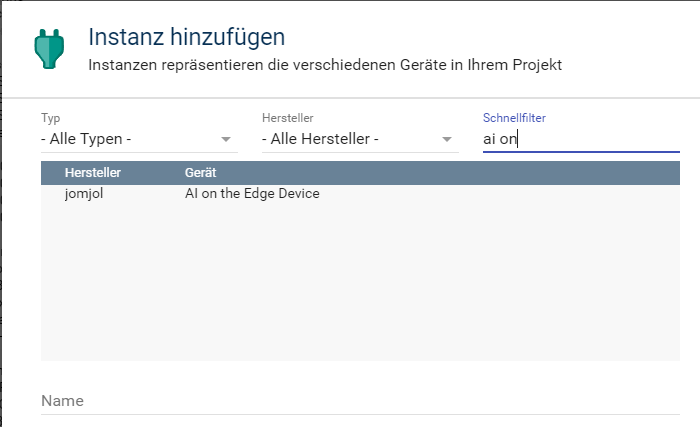 Instanz hinzufügen
Instanzen repräsentieren die verschiedenen Geräte in Ihrem Projekt
Typ Hersteller Schnellfilter
- Alle Typen - - Alle Hersteller - ai on
Hersteller Gerät
jomjol AI on the Edge Device
Name